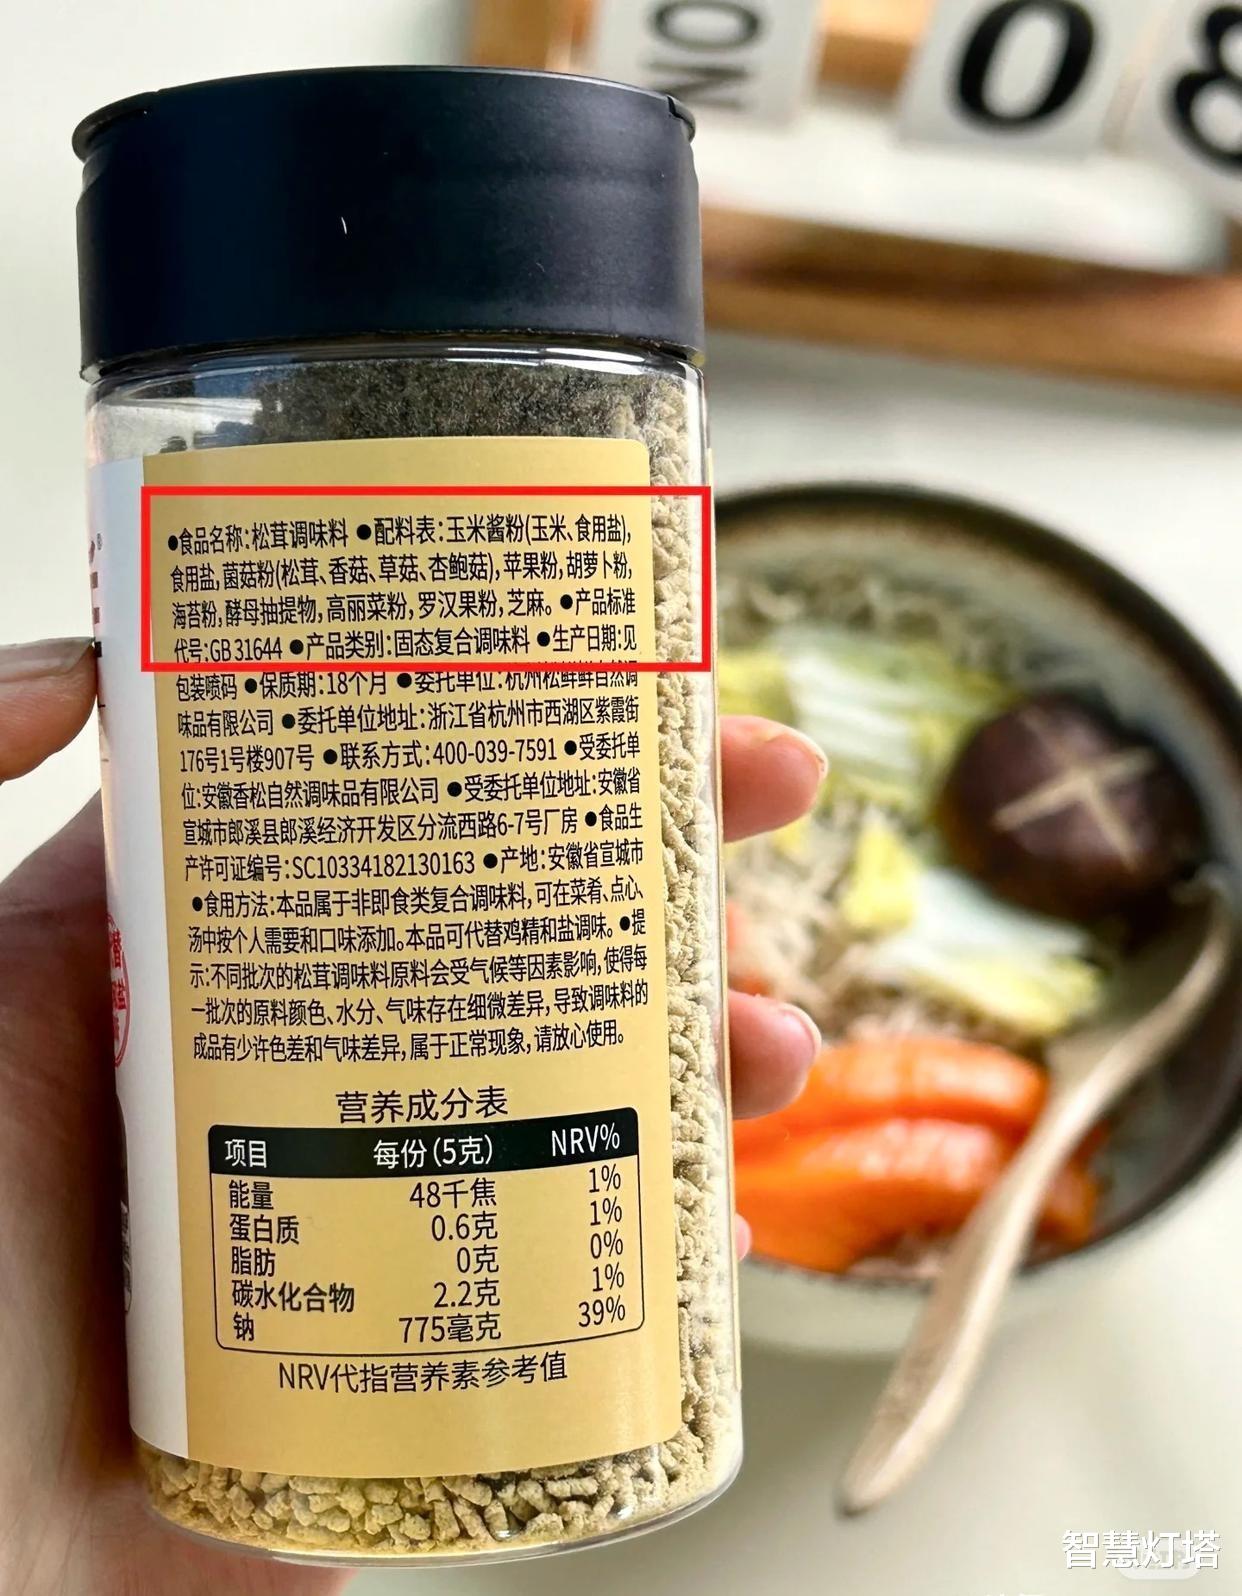 NO
0
8
●食品名称:松茸调味料 ●配料表:玉米酱粉(玉米、食用盐),
食用盐,菌菇粉(松茸、香菇、草菇、杏鲍菇),苹果粉,胡萝卜粉,
海苔粉,酵母抽提物,高丽菜粉,罗汉果粉,芝麻。●产品标准
代号:GB 31644 ●产品类别:固态复合调味料 ●生产日期:见
包装喷码 ●保质期:18个月 ●委托单位:杭州松鲜鲜自然调
味品有限公司 ●委托单位地址:浙江省杭州市西湖区紫霞街
176号1号楼907号 ●联系方式:400-039-7591 ●受委托单
位:安徽香松自然调味品有限公司 ●受委托单位地址:安徽省
宣城市郎溪县郎溪经济开发区分流西路6-7号厂房 ●食品生
产许可证编号:SC10334182130163 ●产地:安徽省宣城市
●食用方法:本品属于非即食类复合调味料,可在菜肴、点心、
汤中按个人需要和口味添加。本品可代替鸡精和盐调味。●提
示:不同批次的松茸调味料原料会受气候等因素影响,使得每
一批次的原料颜色、水分、气味存在细微差异,导致调味料的
成品有少许色差和气味差异,属于正常现象,请放心使用。
营养成分表
项目 每份(5克) NRV%
能量 48千焦 1%
蛋白质 0.6克 1%
脂肪 0克 0%
碳水化合物 2.2克 1%
钠 775毫克 39%
NRV代指营养素参考值
智慧灯塔